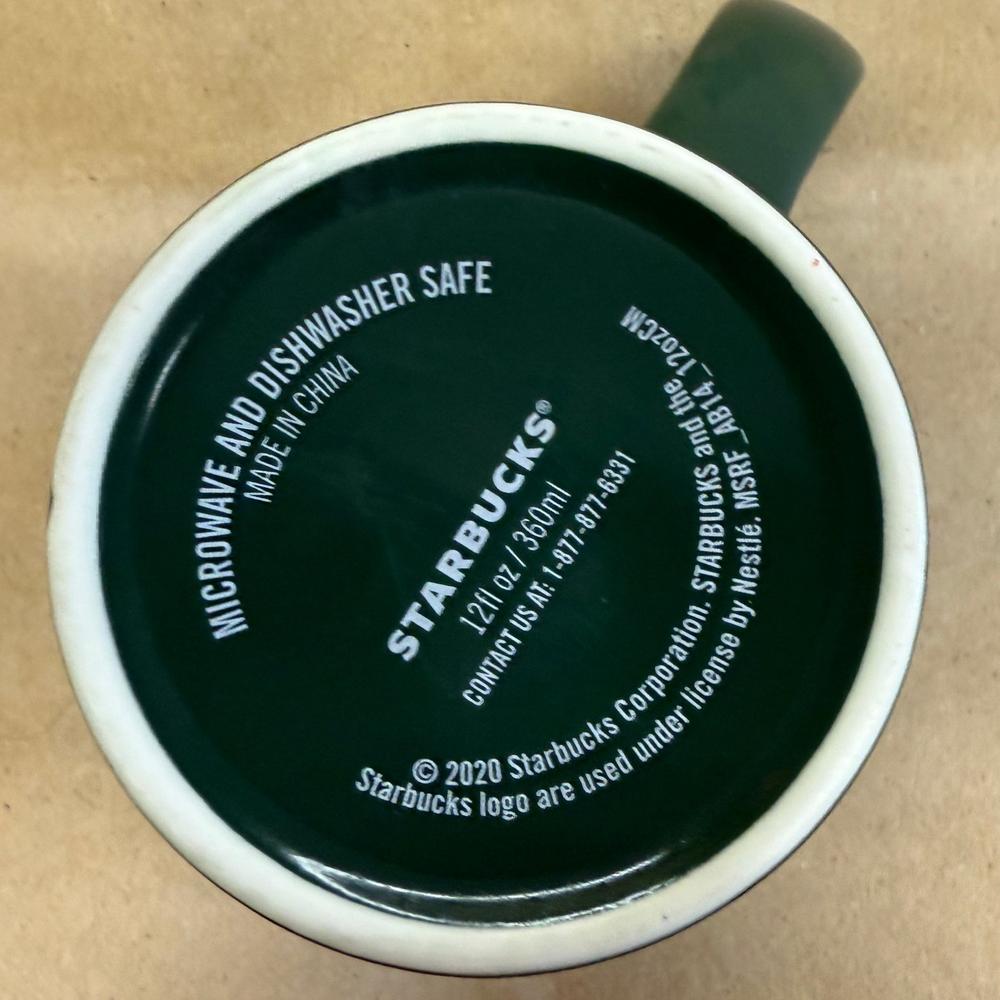 MICROWAVE AND DISHWASHER SAFE
MADE IN CHINA
STARBUCKS®
12fl oz / 360ml
CONTACT US AT: 1-877-877-6331
© 2020 Starbucks Corporation. STARBUCKS and the
Starbucks logo are used under license by Nestlé. MSRF_AB14_12ozCM